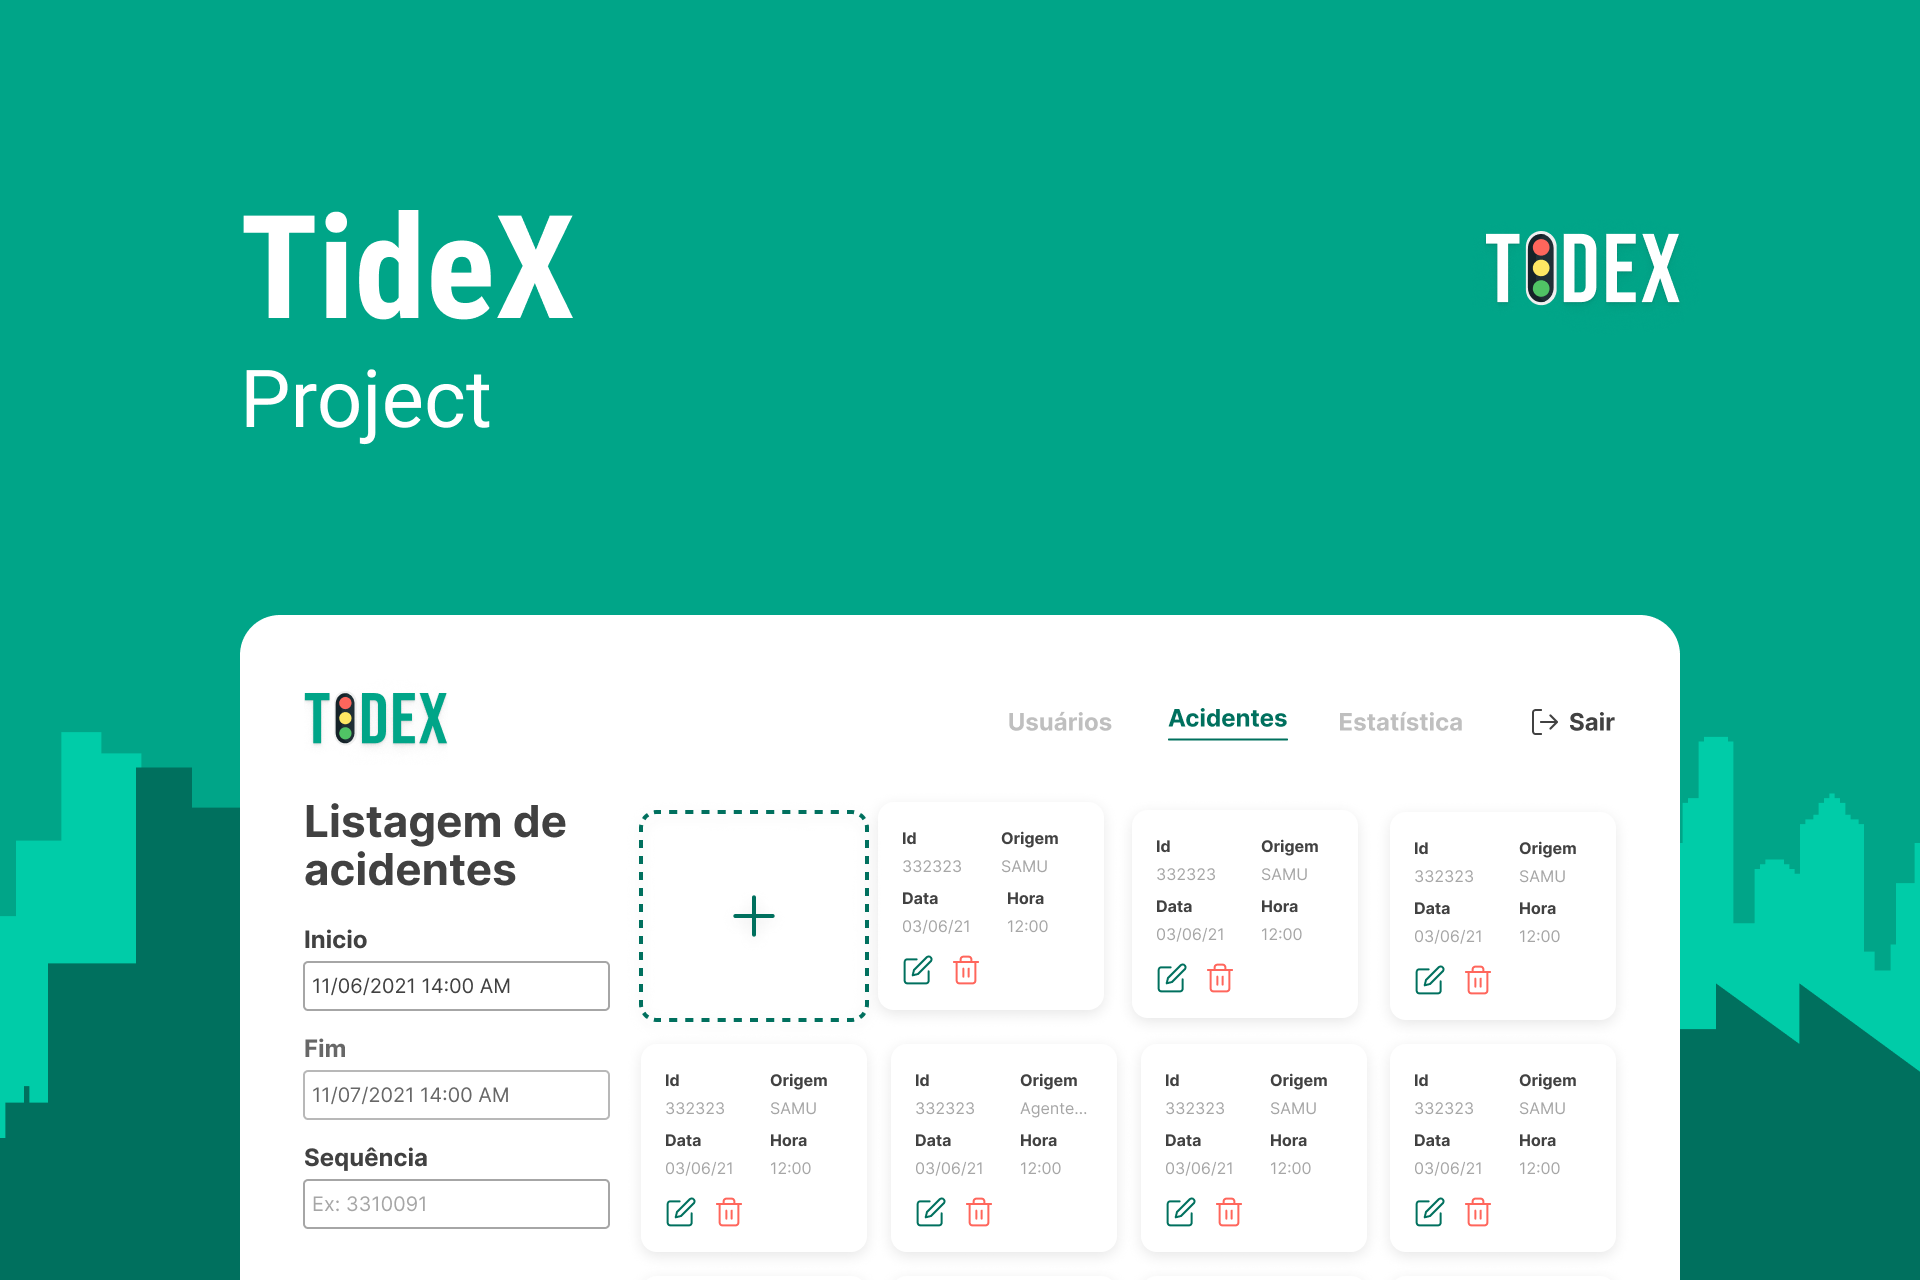 TideX
Project
TIDEX
TIDEX
Usuários
Acidentes
Estatística
Sair
Listagem de
acidentes
Inicio
11/06/2021 14:00 AM
Fim
11/07/2021 14:00 AM
Sequência
Ex: 3310091
Id Origem
332323 SAMU
Data Hora
03/06/21 12:00
Id Origem
332323 SAMU
Data Hora
03/06/21 12:00
Id Origem
332323 SAMU
Data Hora
03/06/21 12:00
Id Origem
332323 SAMU
Data Hora
03/06/21 12:00
Id Origem
332323 Agente...
Data Hora
03/06/21 12:00
Id Origem
332323 SAMU
Data Hora
03/06/21 12:00
Id Origem
332323 SAMU
Data Hora
03/06/21 12:00